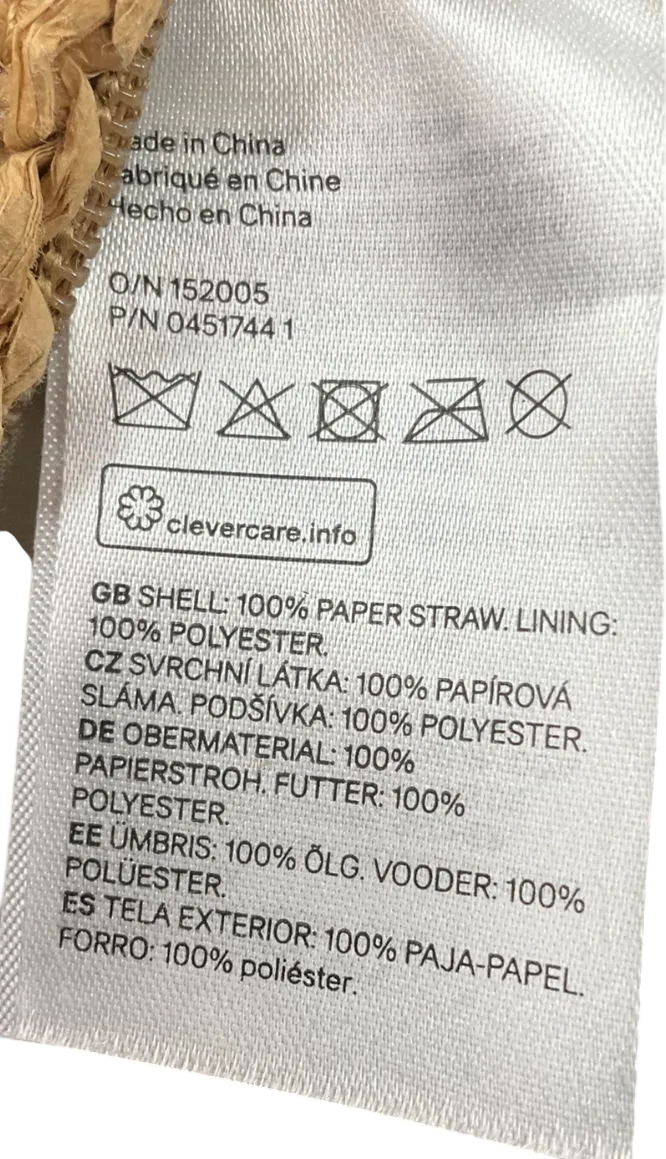 ade in China
abriqué en Chine
Hecho en China
O/N 152005
P/N 0451744 1
clevercare.info
GB SHELL: 100% PAPER STRAW. LINING:
100% POLYESTER.
CZ SVRCHNÍ LÁTKA: 100% PAPÍROVÁ
SLÁMA. PODŠÍVKA: 100% POLYESTER.
DE OBERMATERIAL: 100%
PAPIERSTROH. FUTTER: 100%
POLYESTER.
EE ÜMBRIS: 100% ÕLG. VOODER: 100%
POLÜESTER.
ES TELA EXTERIOR: 100% PAJA-PAPEL.
FORRO: 100% poliéster.